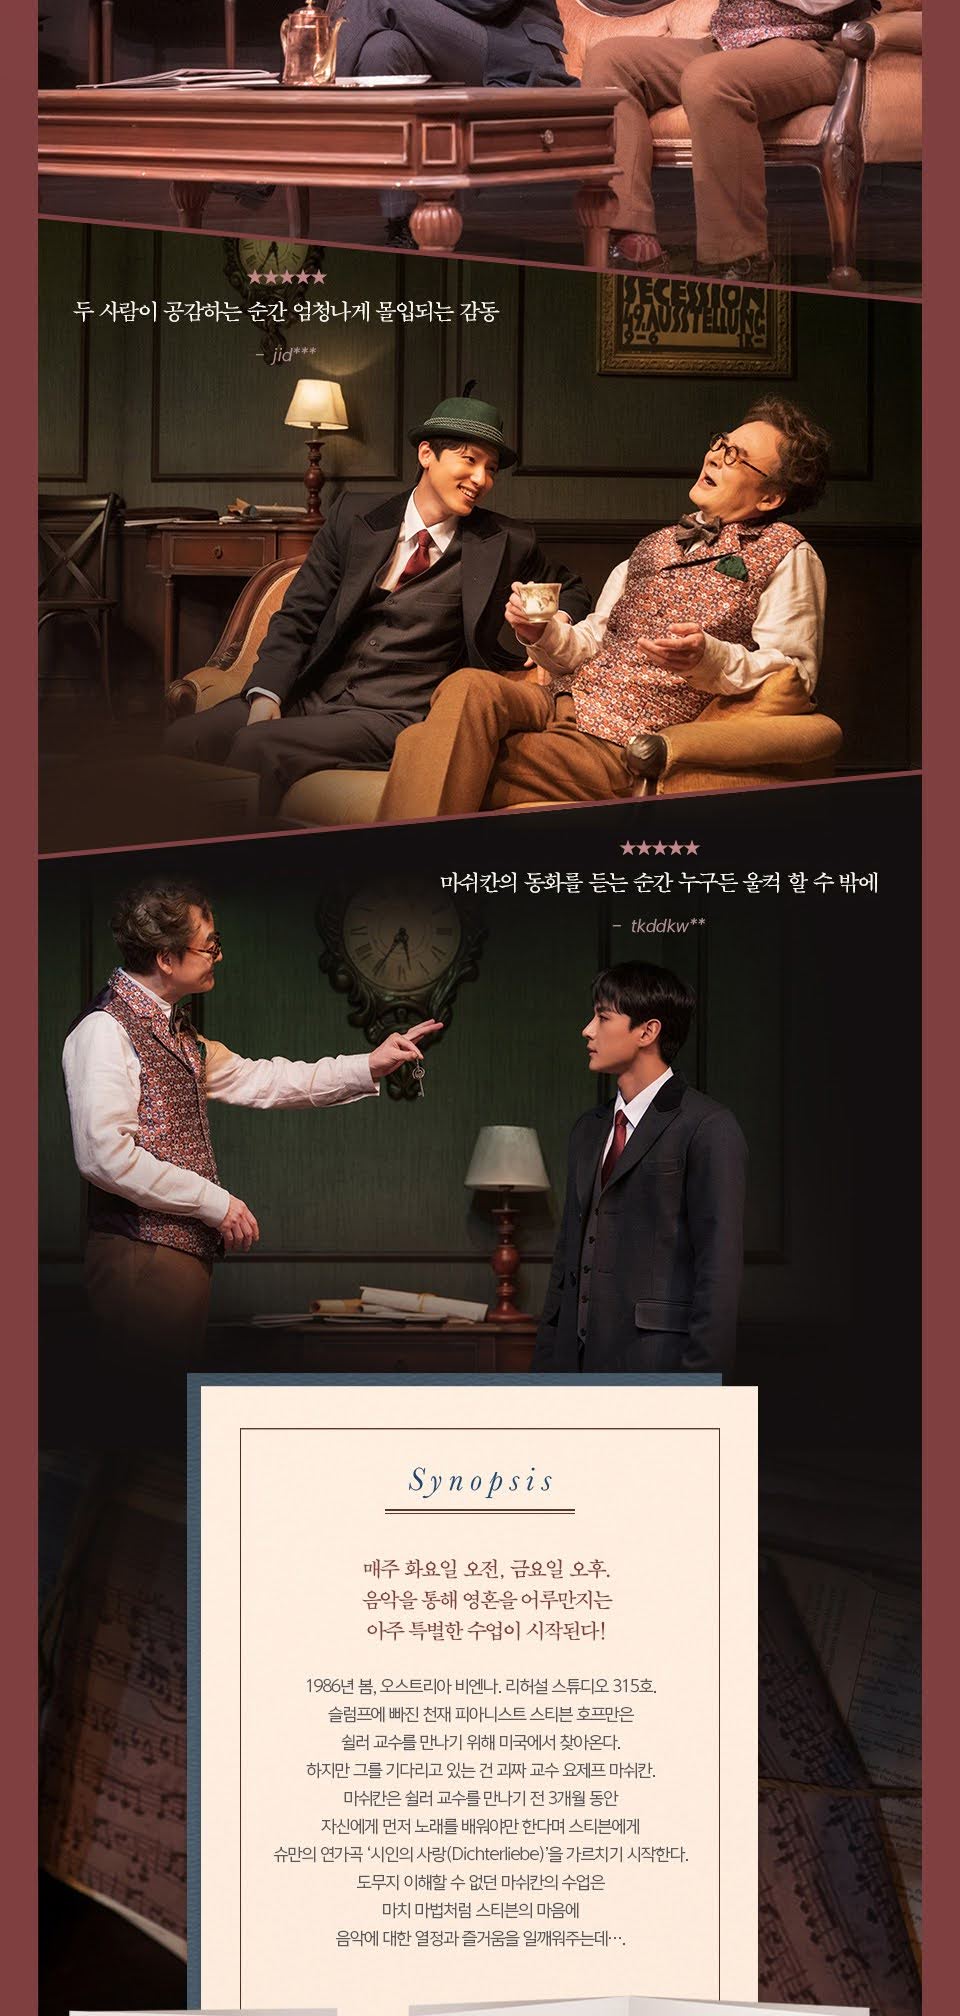 SECESSION
49. AUSSTELLUNG
★★★★★
두 사람이 공감하는 순간 엄청나게 몰입되는 감동
- jid***
★★★★★
마쉬칸의 동화를 듣는 순간 누구든 울컥 할 수 밖에
- tkddkw**
Synopsis
매주 화요일 오전, 금요일 오후.
음악을 통해 영혼을 어루만지는
아주 특별한 수업이 시작된다!
1986년 봄, 오스트리아 비엔나. 리허설 스튜디오 315호.
슬럼프에 빠진 천재 피아니스트 스티븐 호프만은
쉴러 교수를 만나기 위해 미국에서 찾아온다.
하지만 그를 기다리고 있는 건 괴짜 교수 요제프 마쉬칸.
마쉬칸은 쉴러 교수를 만나기 전 3개월 동안
자신에게 먼저 노래를 배워야만 한다며 스티븐에게
슈만의 연가곡 ‘시인의 사랑(Dichterliebe)’을 가르치기 시작한다.
도무지 이해할 수 없던 마쉬칸의 수업은
마치 마법처럼 스티븐의 마음에
음악에 대한 열정과 즐거움을 일깨워주는데….